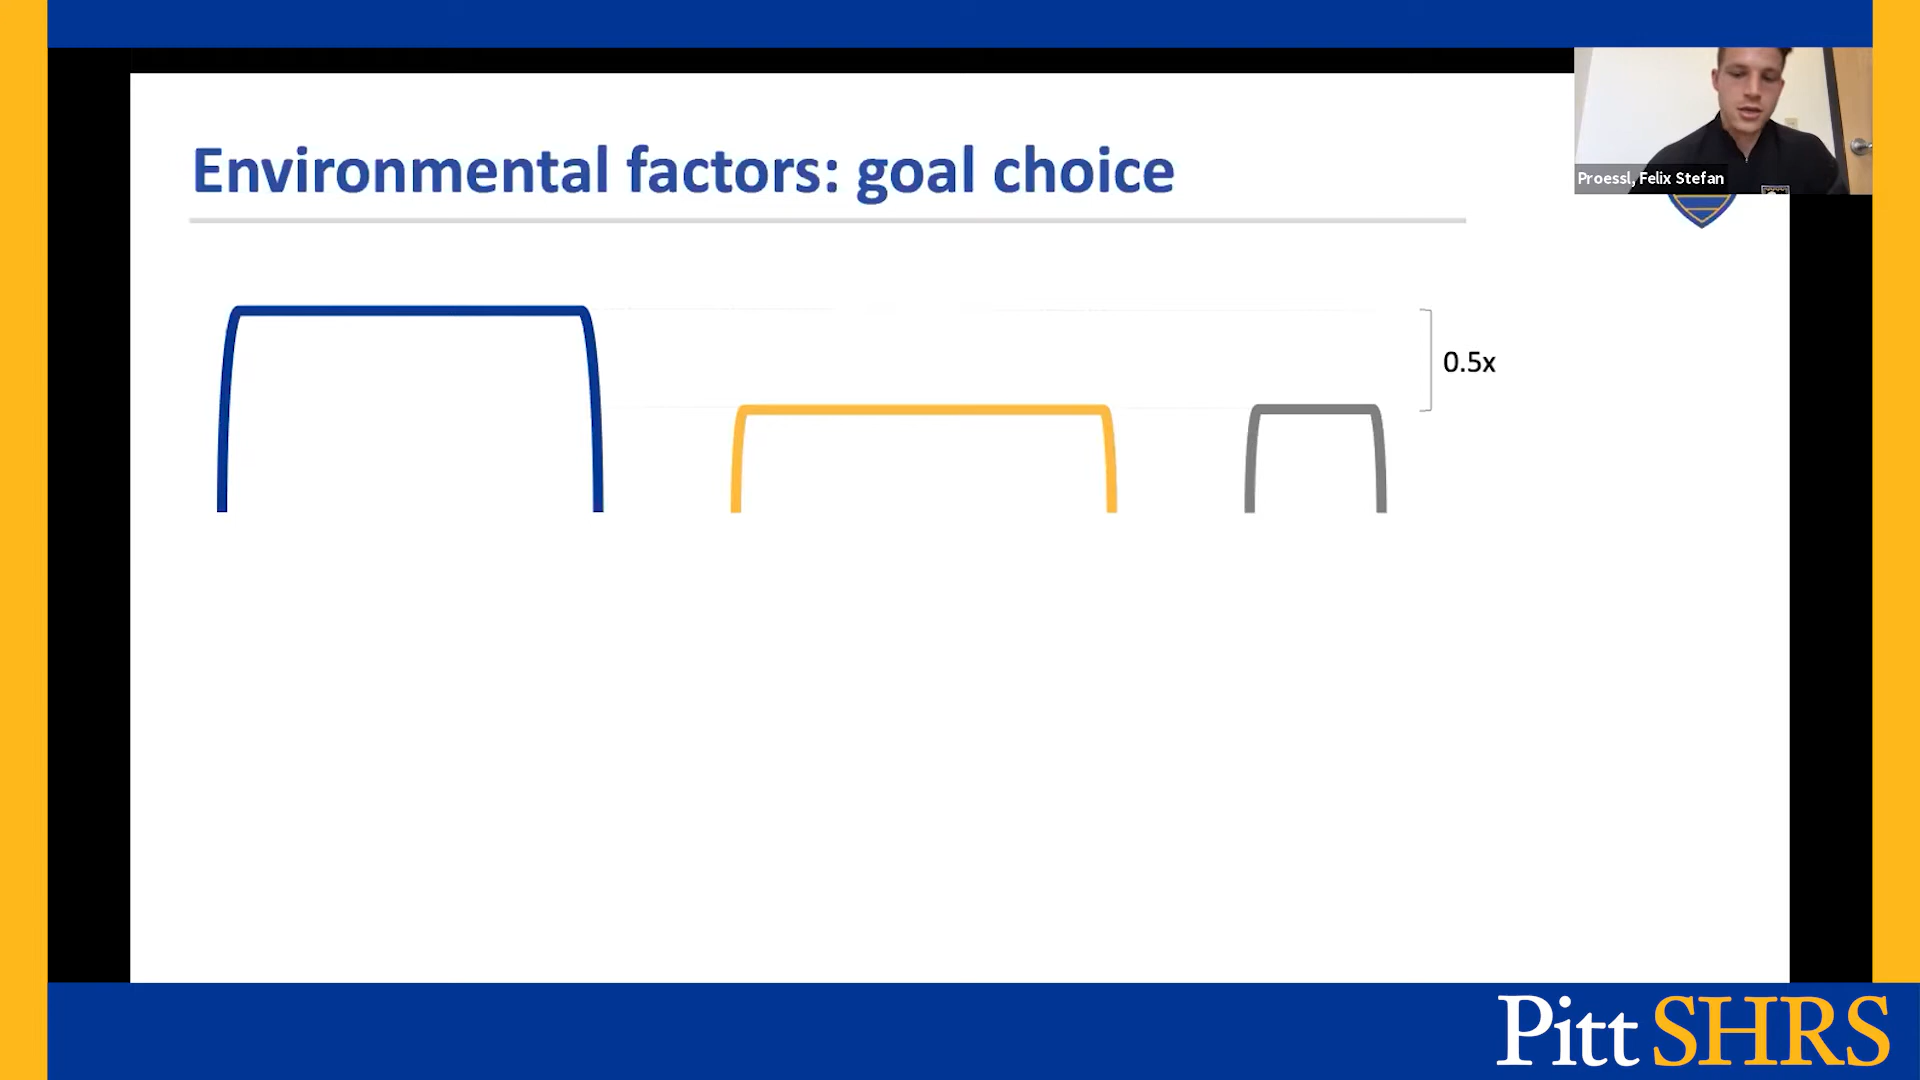 Environmental factors: goal choice
Proessl, Felix Stefan
0.5x
Pitt SHRS